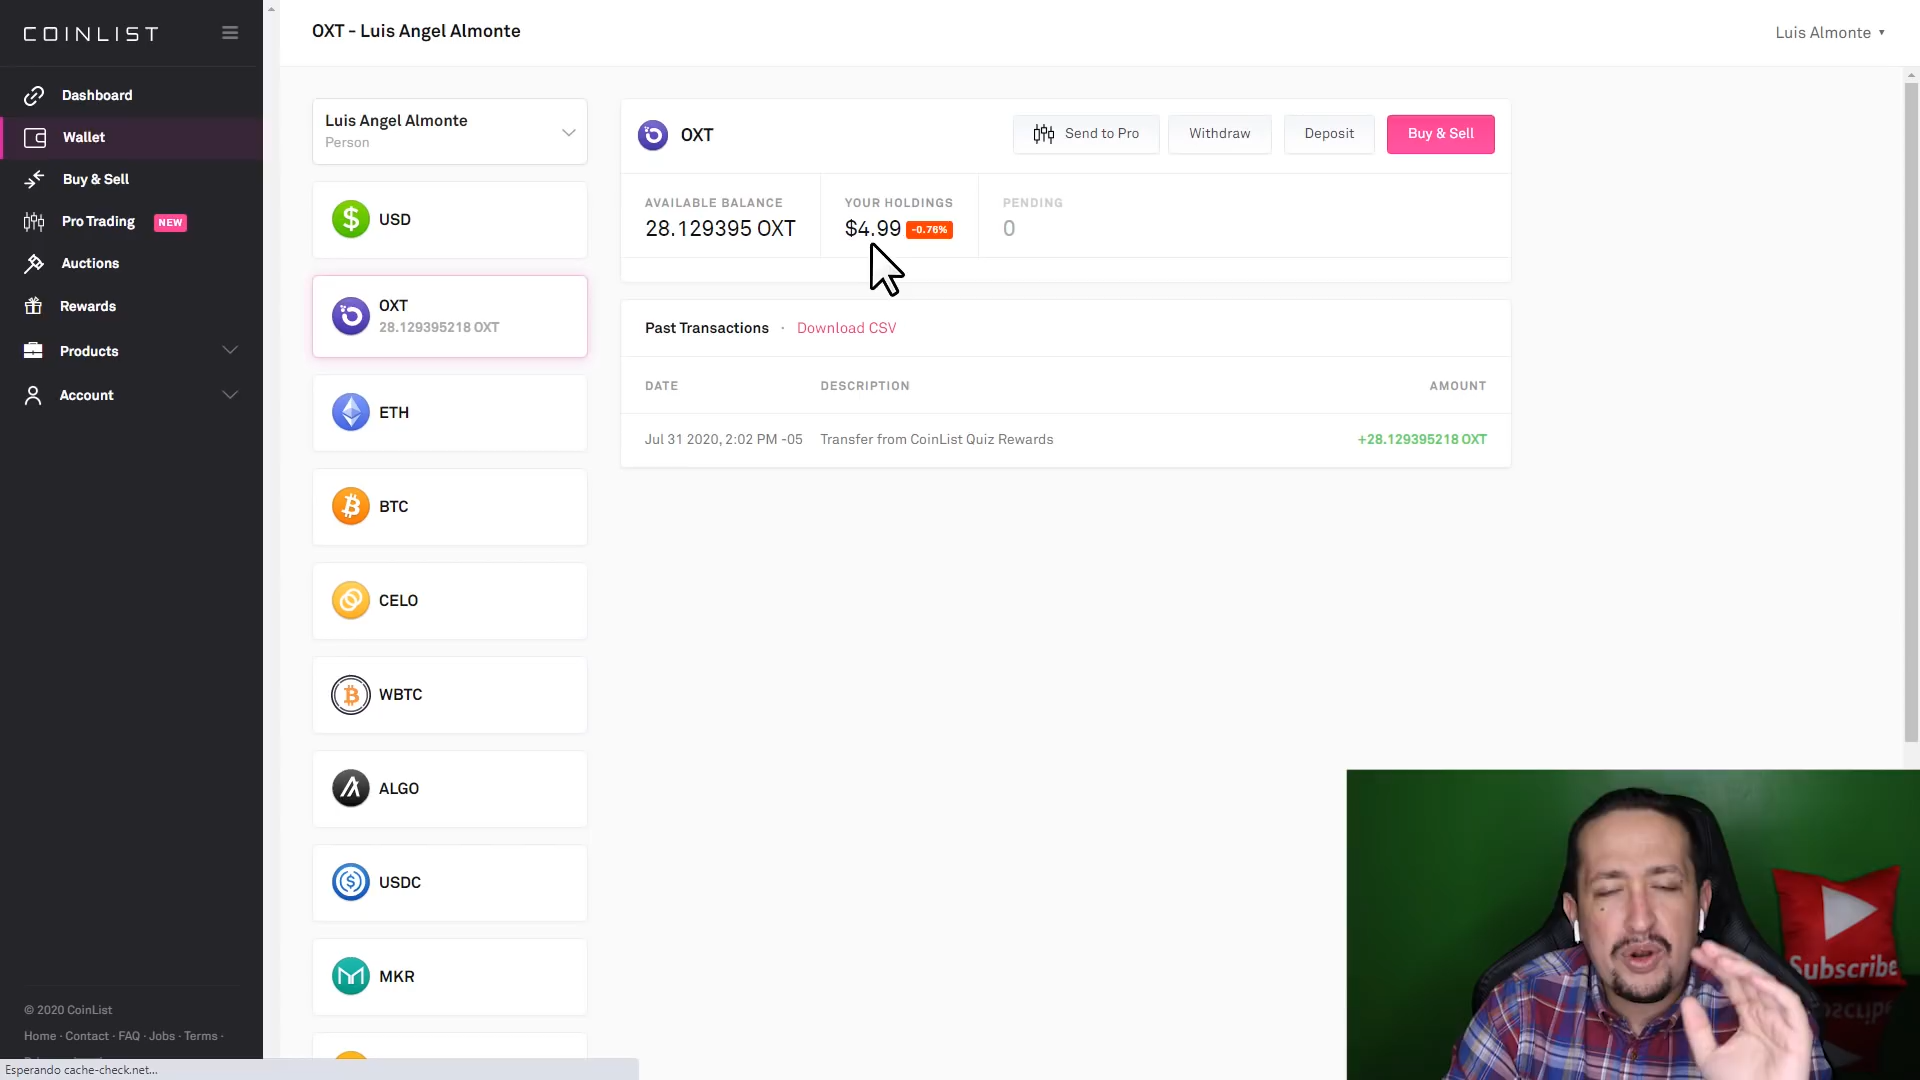 COINLIST
Dashboard
Wallet
Buy & Sell
Pro Trading NEW
Auctions
Rewards
Products
Account
© 2020 CoinList
Home · Contact · FAQ · Jobs · Terms ·
Esperando cache-check.net...
OXT - Luis Angel Almonte
Luis Almonte
Luis Angel Almonte
Person
USD
OXT
28.129395218 OXT
ETH
BTC
CELO
WBTC
ALGO
USDC
MKR
OXT
Send to Pro
Withdraw
Deposit
Buy & Sell
AVAILABLE BALANCE
28.129395 OXT
YOUR HOLDINGS
$4.99 -0.76%
PENDING
0
Past Transactions · Download CSV
DATE DESCRIPTION AMOUNT
Jul 31 2020, 2:02 PM -05 Transfer from CoinList Quiz Rewards +28.129395218 OXT
Subscribe